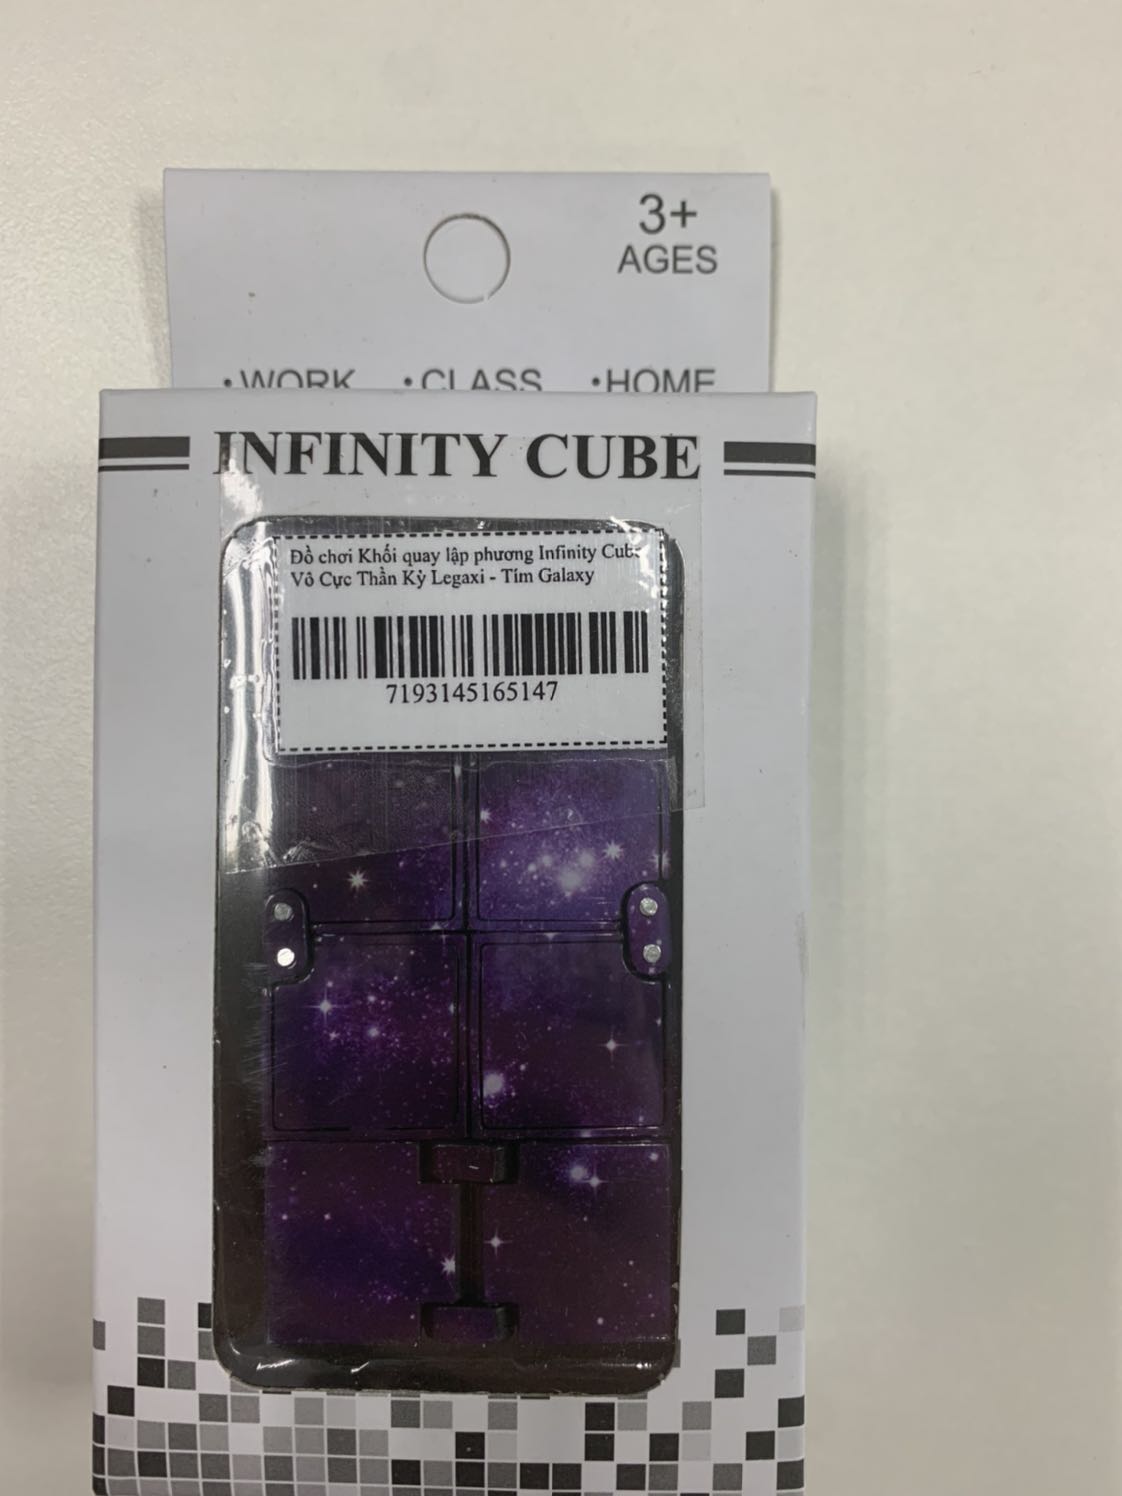 3+
AGES
•WORK •CLASS •HOME
INFINITY CUBE
Đồ chơi Khối quay lập phương Infinity Cube
Vô Cực Thần Kỳ Legaxi - Tím Galaxy
7193145165147